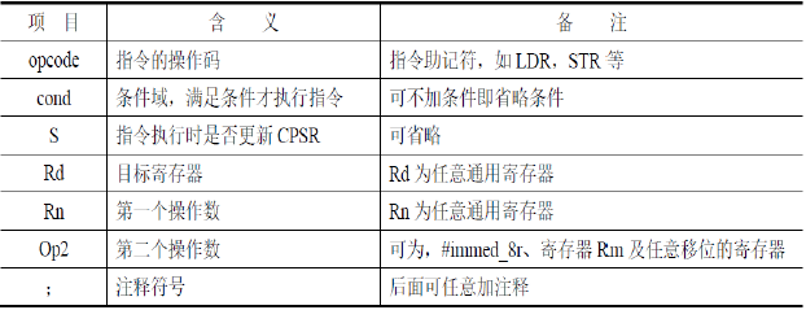 项 目 含 义 备 注
opcode 指令的操作码 指令助记符，如 LDR，STR 等
cond 条件域，满足条件才执行指令 可不加条件即省略条件
S 指令执行时是否更新 CPSR 可省略
Rd 目标寄存器 Rd 为任意通用寄存器
Rn 第一个操作数 Rn 为任意通用寄存器
Op2 第二个操作数 可为，#immed_8r、寄存器 Rm 及任意移位的寄存器
； 注释符号 后面可任意加注释